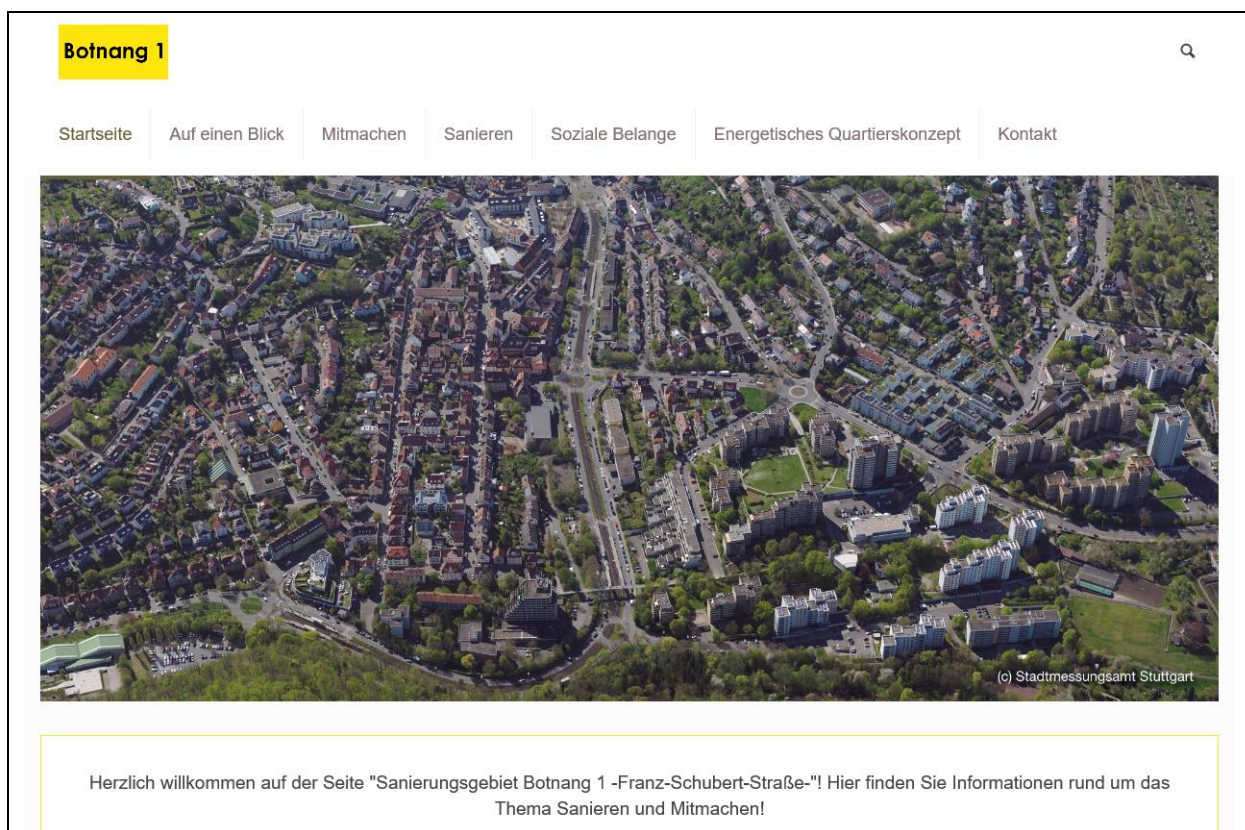 Botnang 1
Startseite
Auf einen Blick
Mitmachen
Sanieren
Soziale Belange
Energetisches Quartierskonzept
Kontakt
(c) Stadtmessungsamt Stuttgart
Herzlich willkommen auf der Seite "Sanierungsgebiet Botnang 1 -Franz-Schubert-Straße-"! Hier finden Sie Informationen rund um das
Thema Sanieren und Mitmachen!